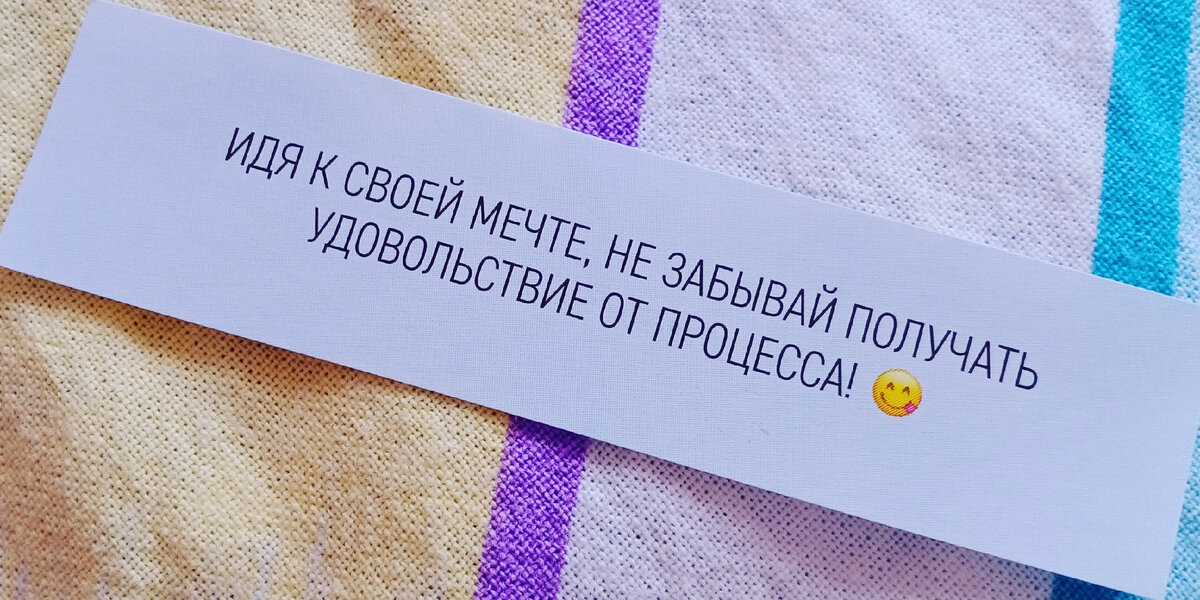 ИДЯ К СВОЕЙ МЕЧТЕ, НЕ ЗАБЫВАЙ ПОЛУЧАТЬ
УДОВОЛЬСТВИЕ ОТ ПРОЦЕССА! 😋